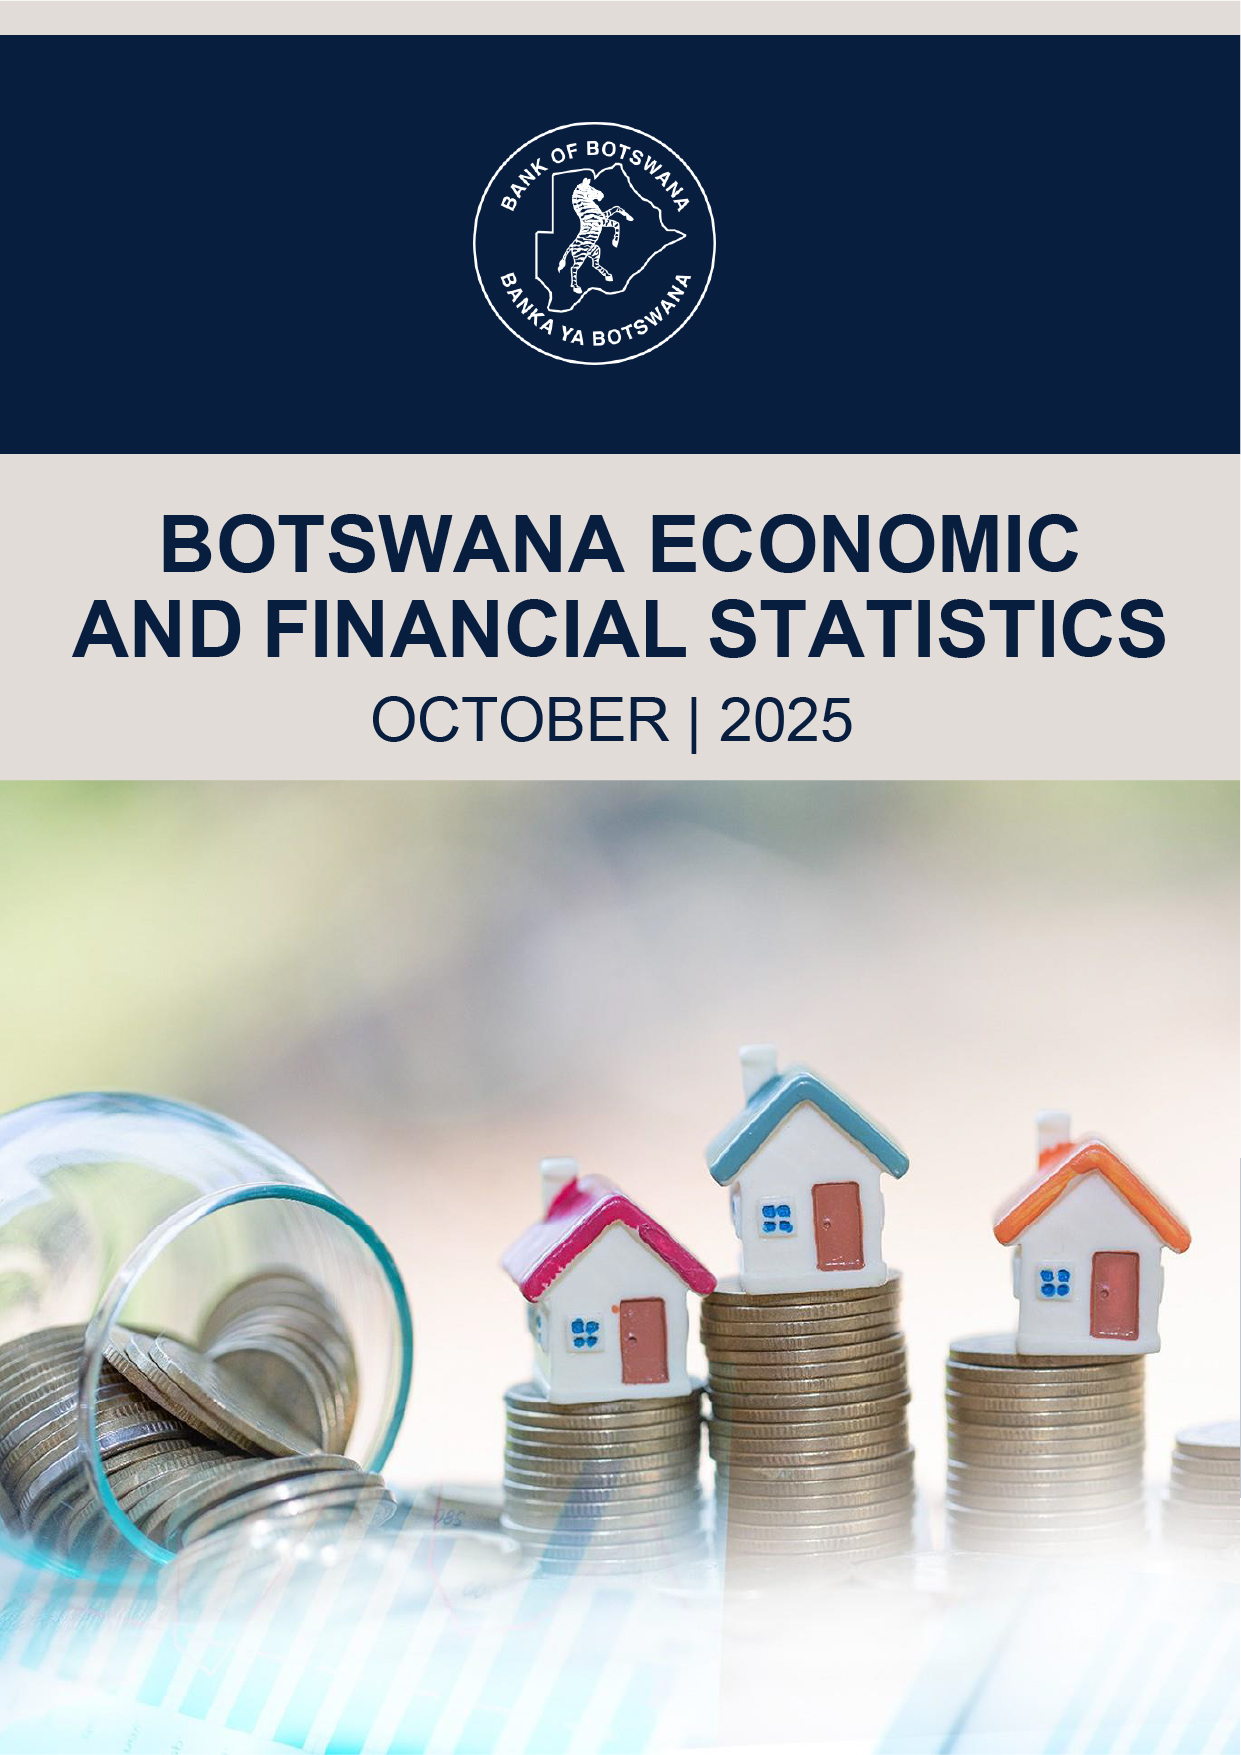 BANK OF BOTSWANA
BANKA YA BOTSWANA
BOTSWANA ECONOMIC
AND FINANCIAL STATISTICS
OCTOBER | 2025